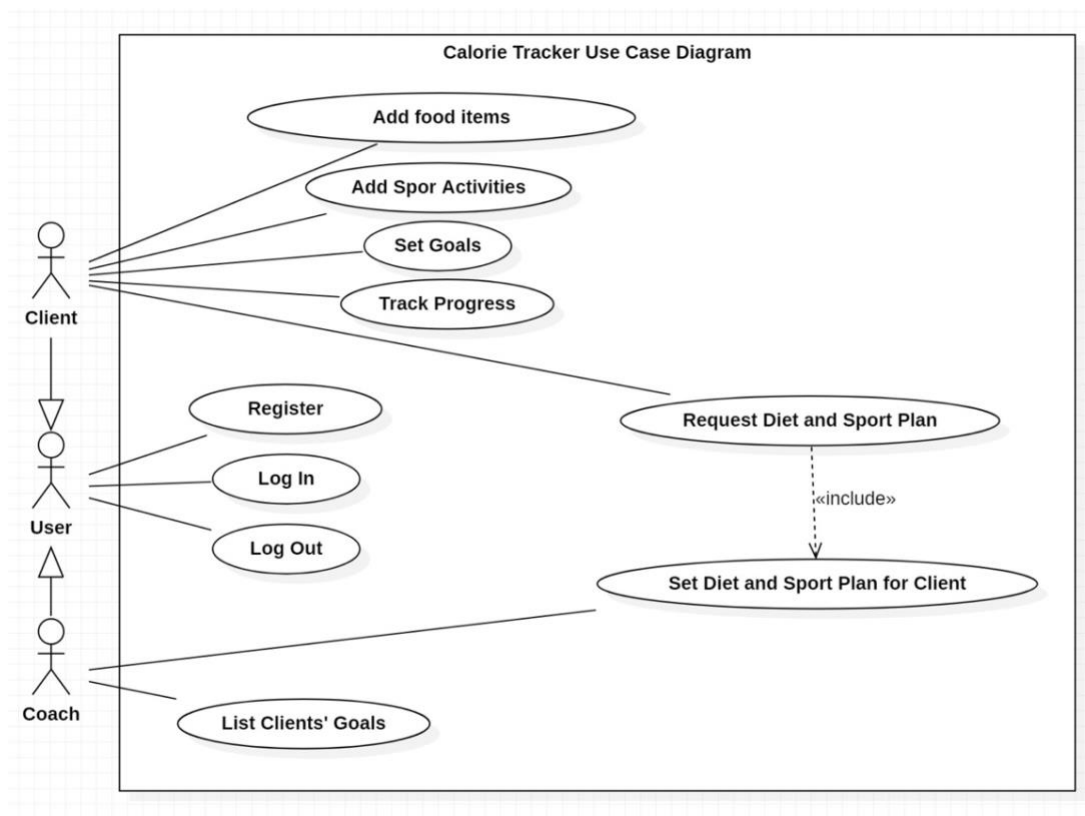 Calorie Tracker Use Case Diagram
Add food items
Add Spor Activities
Set Goals
Client
Track Progress
Register
Request Diet and Sport Plan
Log In
«include»
User
Log Out
Set Diet and Sport Plan for Client
Coach
List Clients' Goals